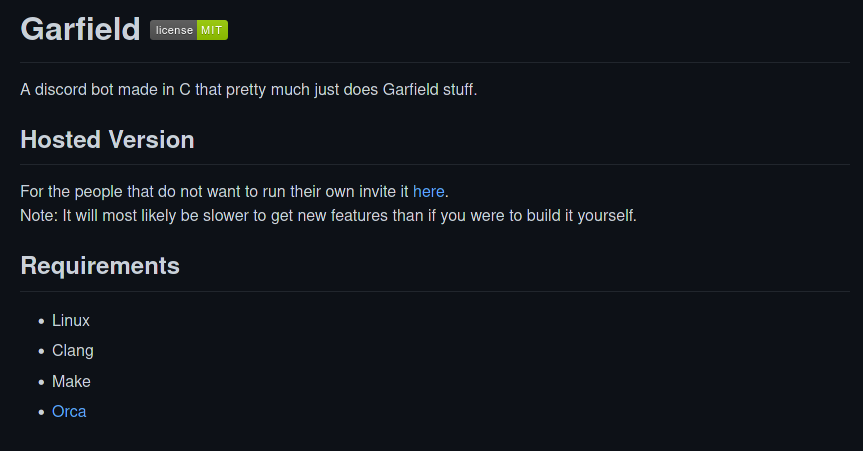 Garfield license MIT
A discord bot made in C that pretty much just does Garfield stuff.
Hosted Version
For the people that do not want to run their own invite it here.
Note: It will most likely be slower to get new features than if you were to build it yourself.
Requirements
• Linux
• Clang
• Make
• Orca